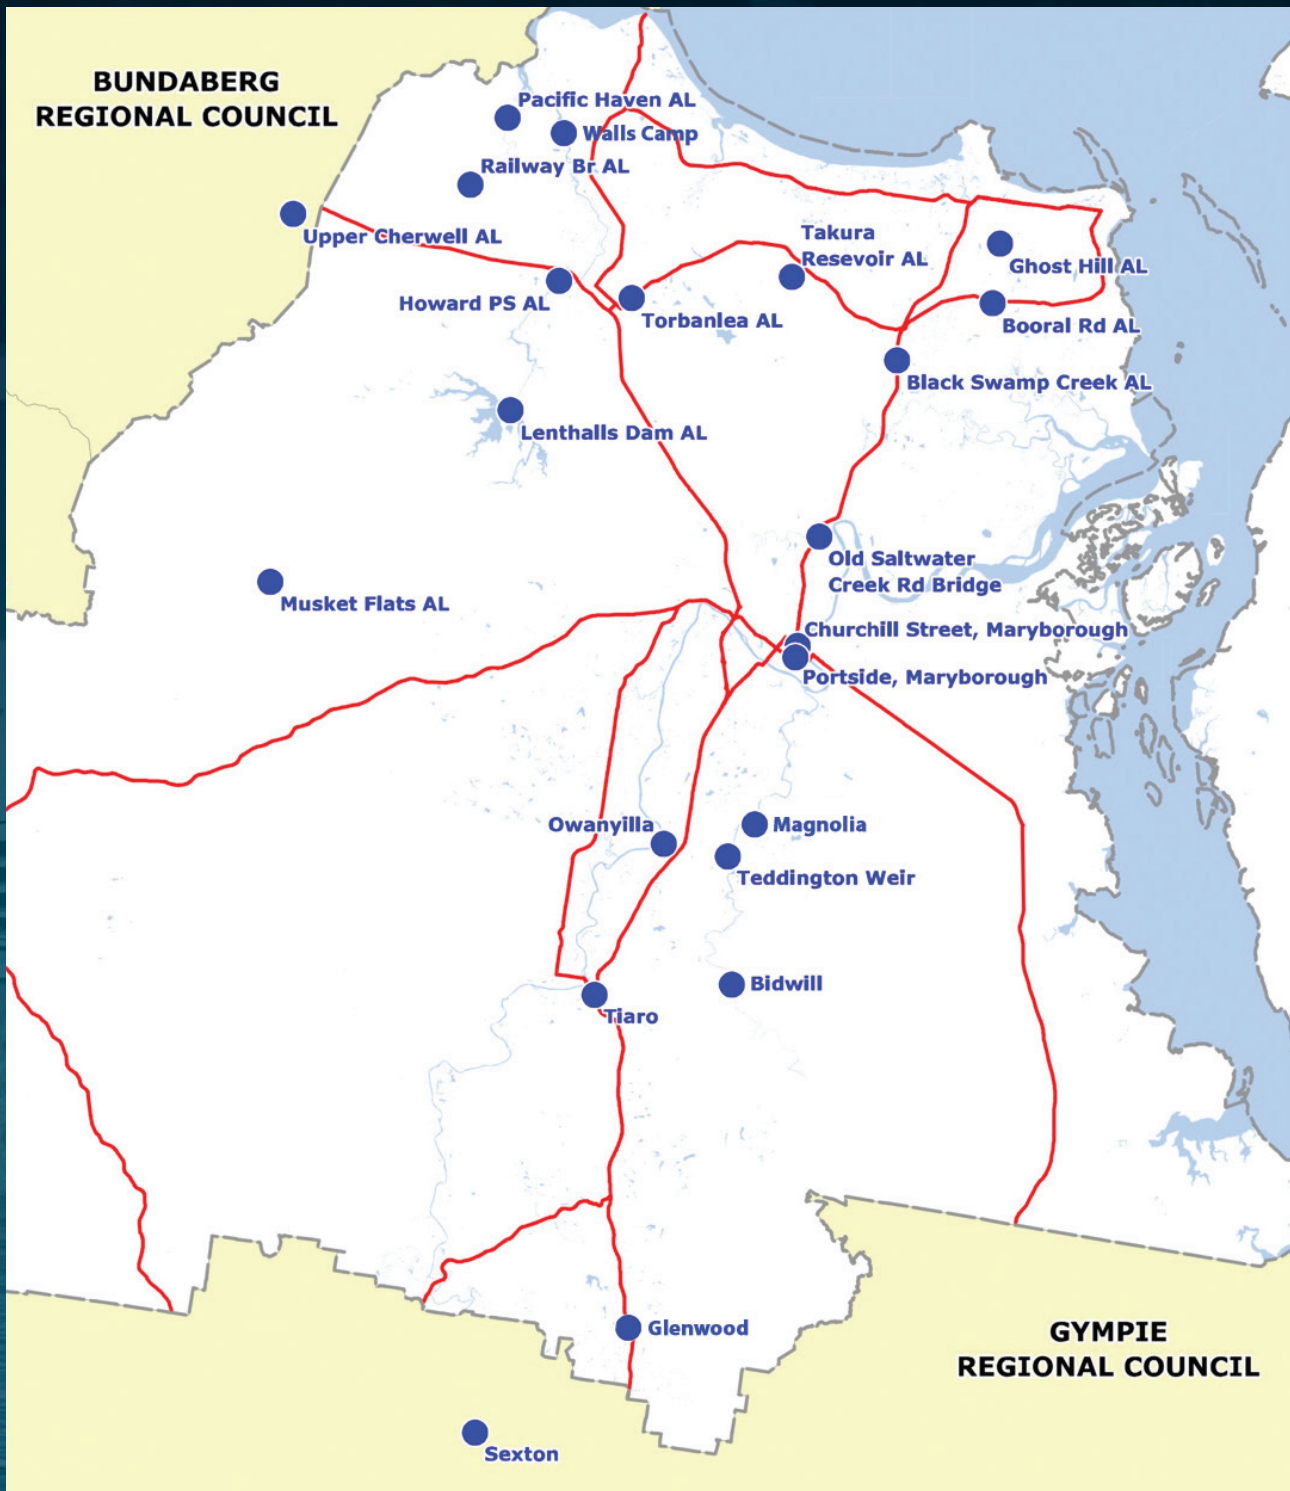 BUNDABERG
REGIONAL COUNCIL
Pacific Haven AL
Walls Camp
Railway Br AL
Upper Cherwell AL
Takura
Resevoir AL
Ghost Hill AL
Howard PS AL
Torbanlea AL
Booral Rd AL
Black Swamp Creek AL
Lenthalls Dam AL
Old Saltwater
Creek Rd Bridge
Musket Flats AL
Churchill Street, Maryborough
Portside, Maryborough
Owanyilla
Magnolia
Teddington Weir
Bidwill
Tiaro
Glenwood
GYMPIE
REGIONAL COUNCIL
Sexton